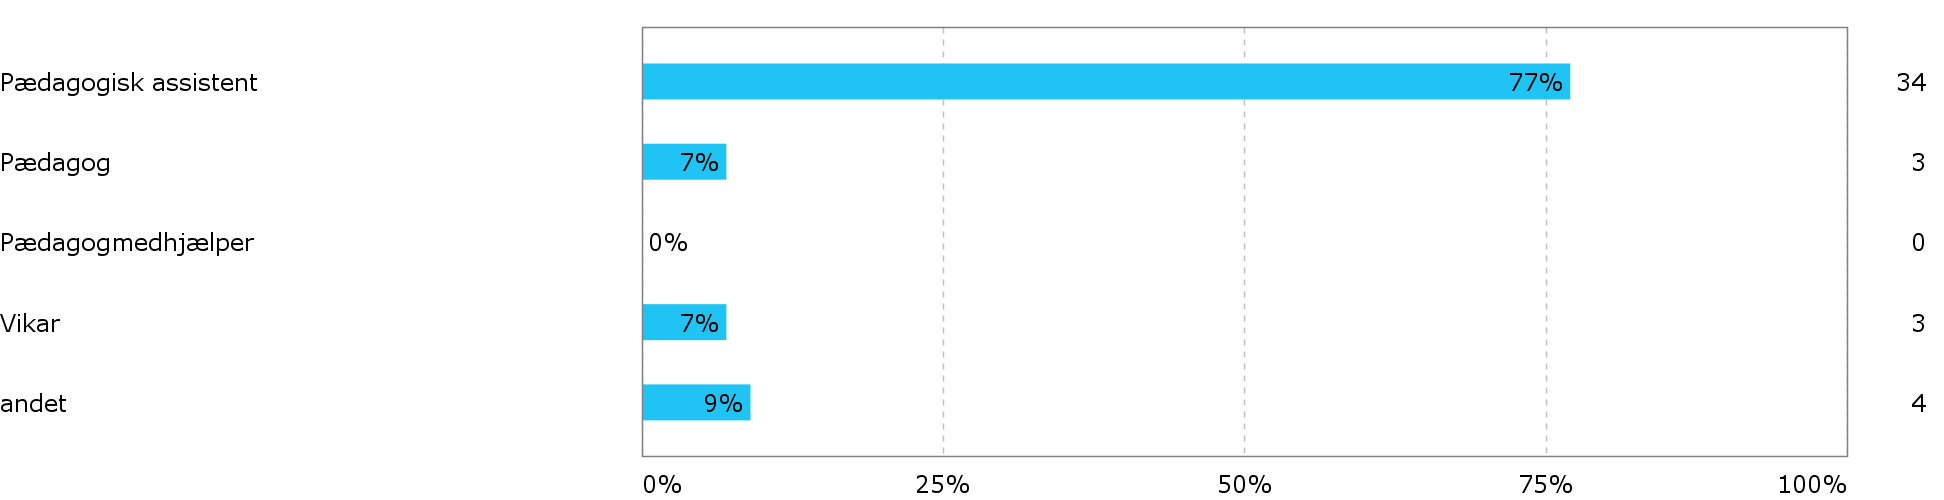 Pædagogisk assistent 77% 34
Pædagog 7% 3
Pædagogmedhjælper 0% 0
Vikar 7% 3
andet 9% 4
0% 25% 50% 75% 100%